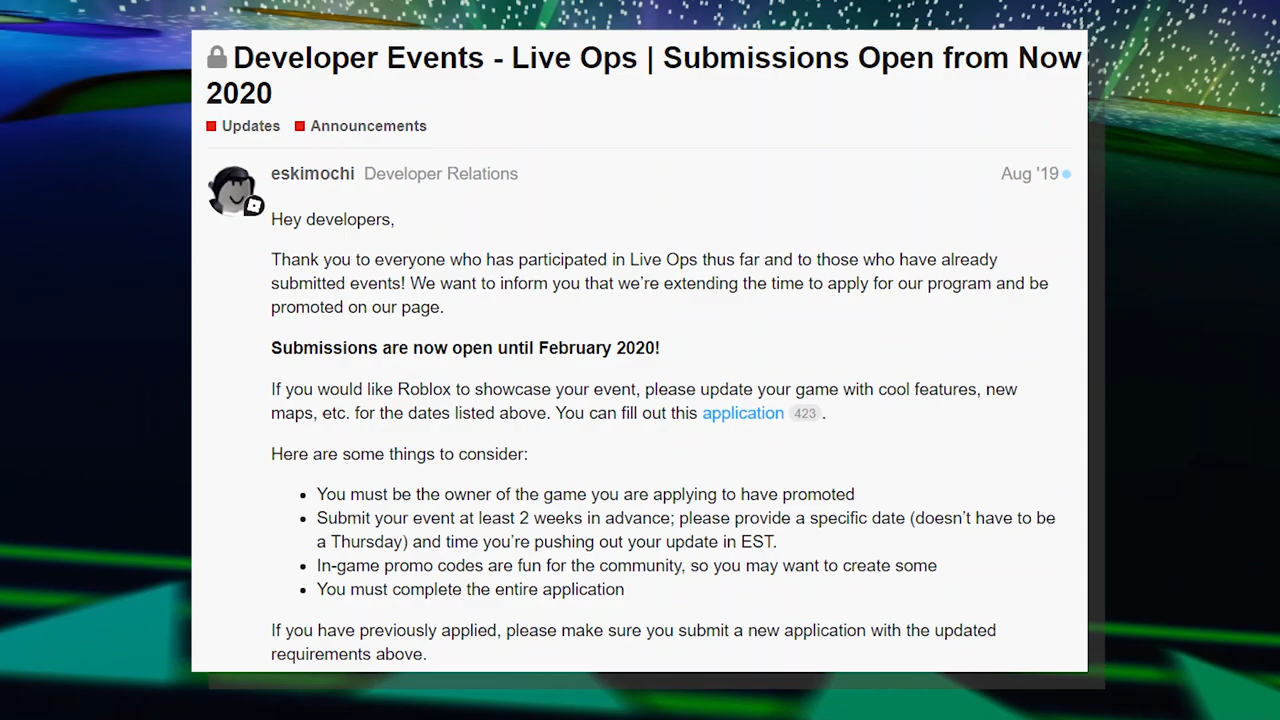 Developer Events - Live Ops | Submissions Open from Now
2020
Updates Announcements
eskimochi Developer Relations Aug '19
Hey developers,
Thank you to everyone who has participated in Live Ops thus far and to those who have already
submitted events! We want to inform you that we’re extending the time to apply for our program and be
promoted on our page.
Submissions are now open until February 2020!
If you would like Roblox to showcase your event, please update your game with cool features, new
maps, etc. for the dates listed above. You can fill out this application 423 .
Here are some things to consider:
• You must be the owner of the game you are applying to have promoted
• Submit your event at least 2 weeks in advance; please provide a specific date (doesn’t have to be
a Thursday) and time you’re pushing out your update in EST.
• In-game promo codes are fun for the community, so you may want to create some
• You must complete the entire application
If you have previously applied, please make sure you submit a new application with the updated
requirements above.